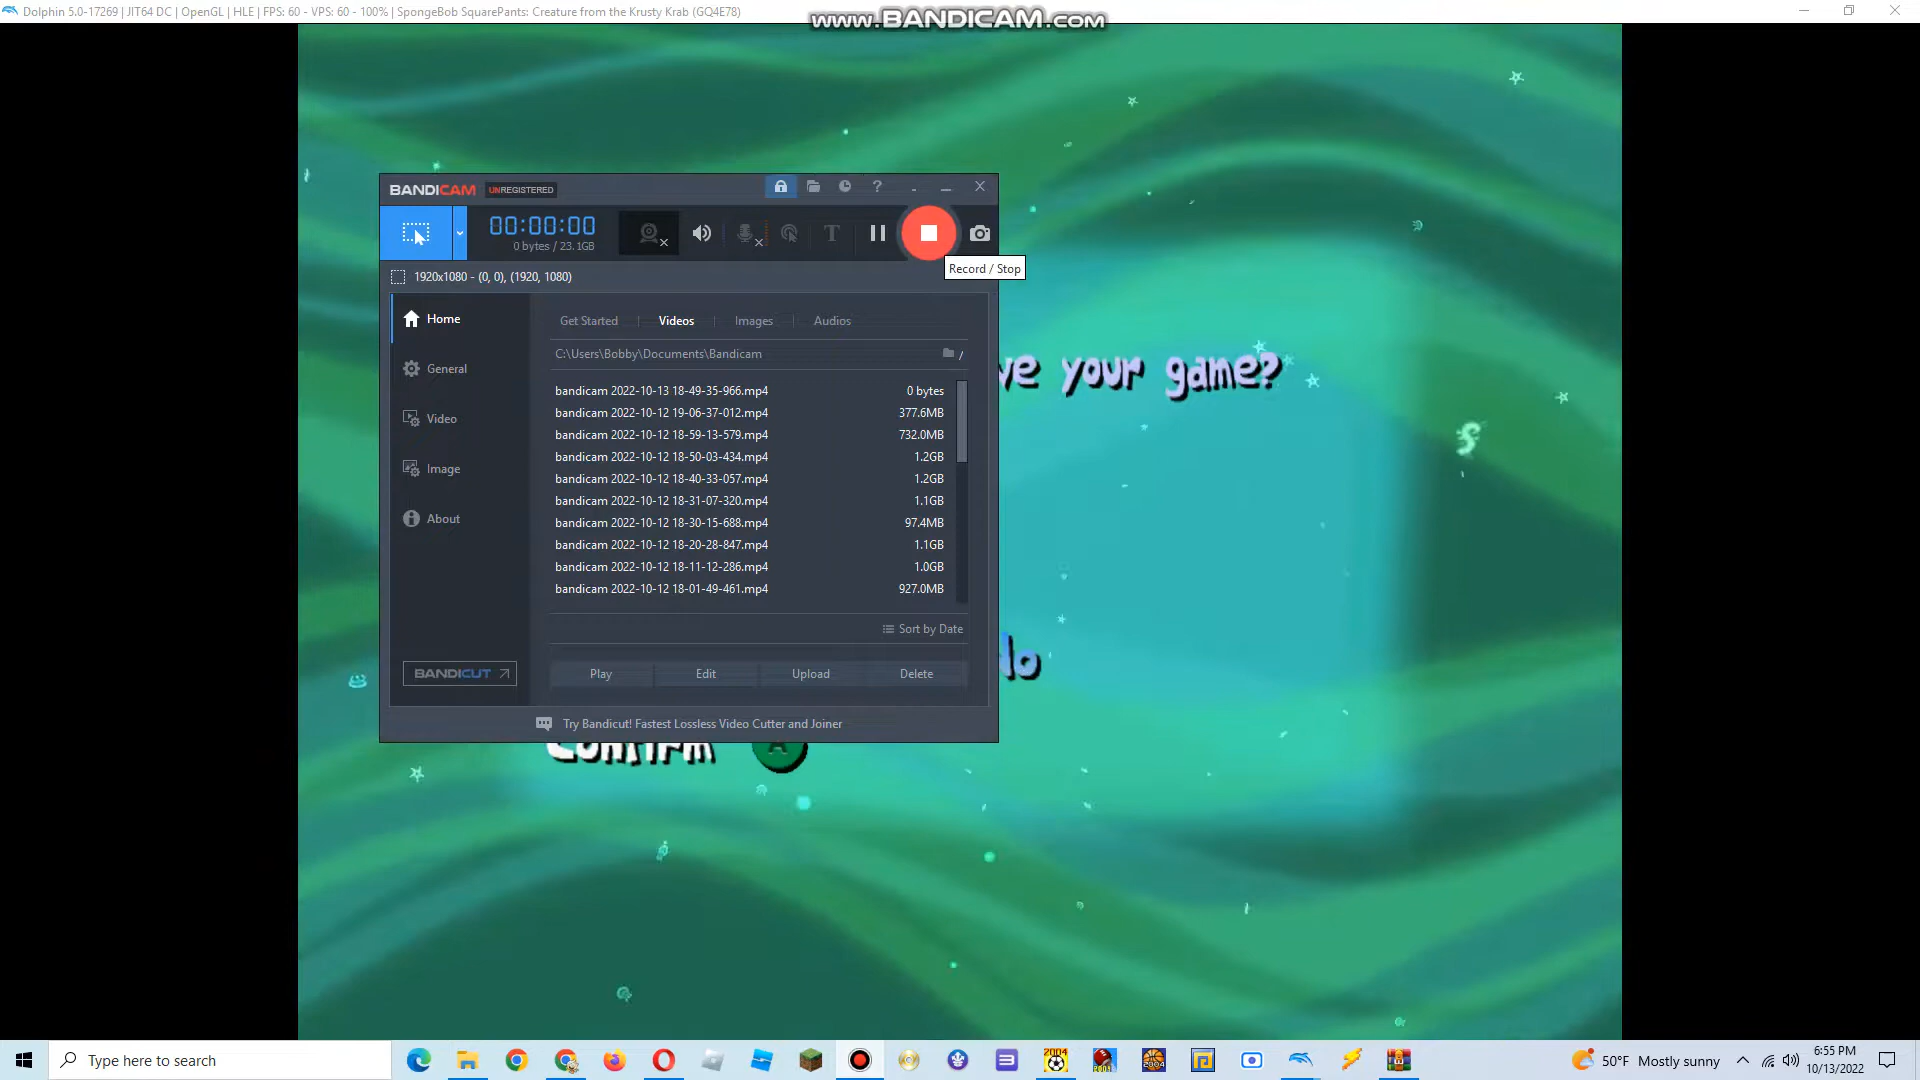 Dolphin 5.0-17269 | JIT64 DC | OpenGL | HLE | FPS: 60 - VPS: 60 - 100% | SpongeBob SquarePants: Creature from the Krusty Krab (GQ4E78)
www.BANDICAM.com
BANDICAM UNREGISTERED
00:00:00
0 bytes / 23.1GB
T
Record / Stop
1920x1080 - (0, 0), (1920, 1080)
Home
General
Video
Image
About
BANDICUT
Get Started
Videos
Images
Audios
C:\Users\Bobby\Documents\Bandicam
bandicam 2022-10-13 18-49-35-966.mp4 0 bytes
bandicam 2022-10-12 19-06-37-012.mp4 377.6MB
bandicam 2022-10-12 18-59-13-579.mp4 732.0MB
bandicam 2022-10-12 18-50-03-434.mp4 1.2GB
bandicam 2022-10-12 18-40-33-057.mp4 1.2GB
bandicam 2022-10-12 18-31-07-320.mp4 1.1GB
bandicam 2022-10-12 18-30-15-688.mp4 97.4MB
bandicam 2022-10-12 18-20-28-847.mp4 1.1GB
bandicam 2022-10-12 18-11-12-286.mp4 1.0GB
bandicam 2022-10-12 18-01-49-461.mp4 927.0MB
Sort by Date
Play Edit Upload Delete
Try Bandicut! Fastest Lossless Video Cutter and Joiner
your game?
Confirm A
Type here to search
50°F Mostly sunny
6:55 PM
10/13/2022